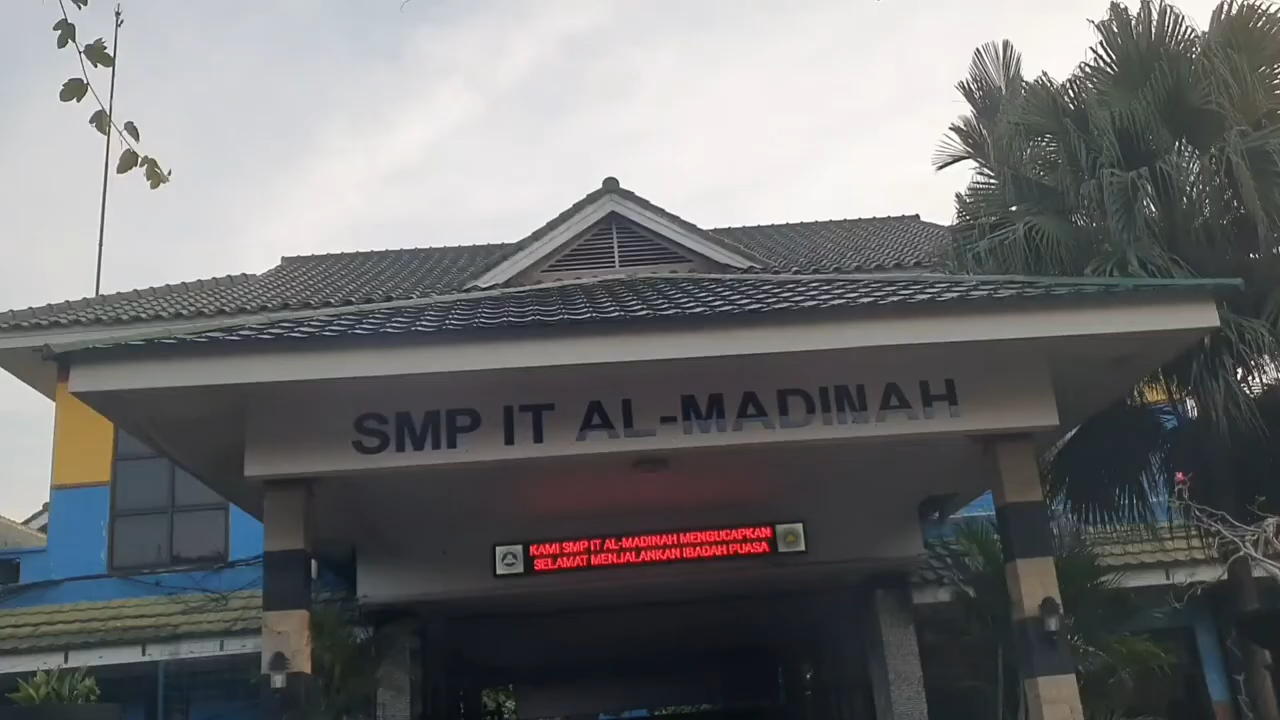 SMP IT AL-MADINAH
KAMI SMP IT AL-MADINAH MENGUCAPKAN
SELAMAT MENJALANKAN IBADAH PUASA